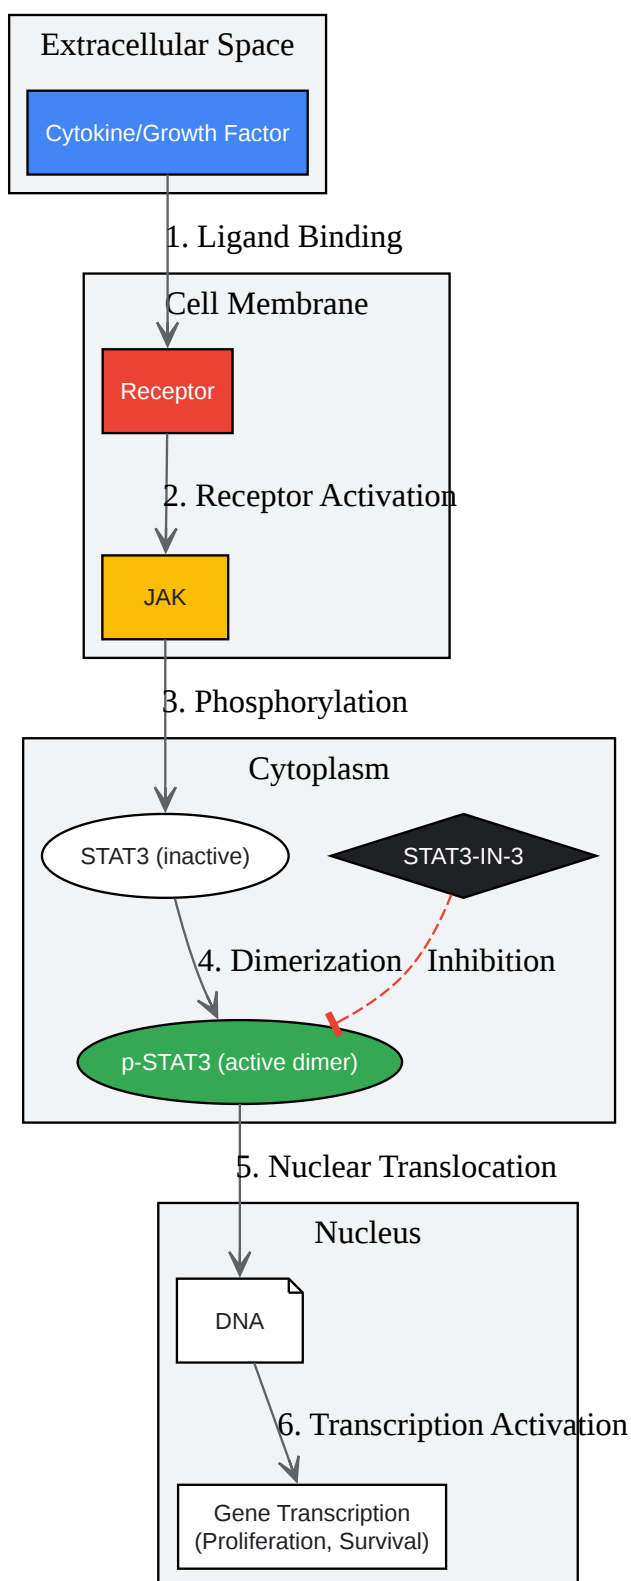 Extracellular Space
Cytokine/Growth Factor
1. Ligand Binding
Cell Membrane
Receptor
2. Receptor Activation
JAK
3. Phosphorylation
Cytoplasm
STAT3 (inactive)
STAT3-IN-3
4. Dimerization
Inhibition
p-STAT3 (active dimer)
5. Nuclear Translocation
Nucleus
DNA
6. Transcription Activation
Gene Transcription
(Proliferation, Survival)